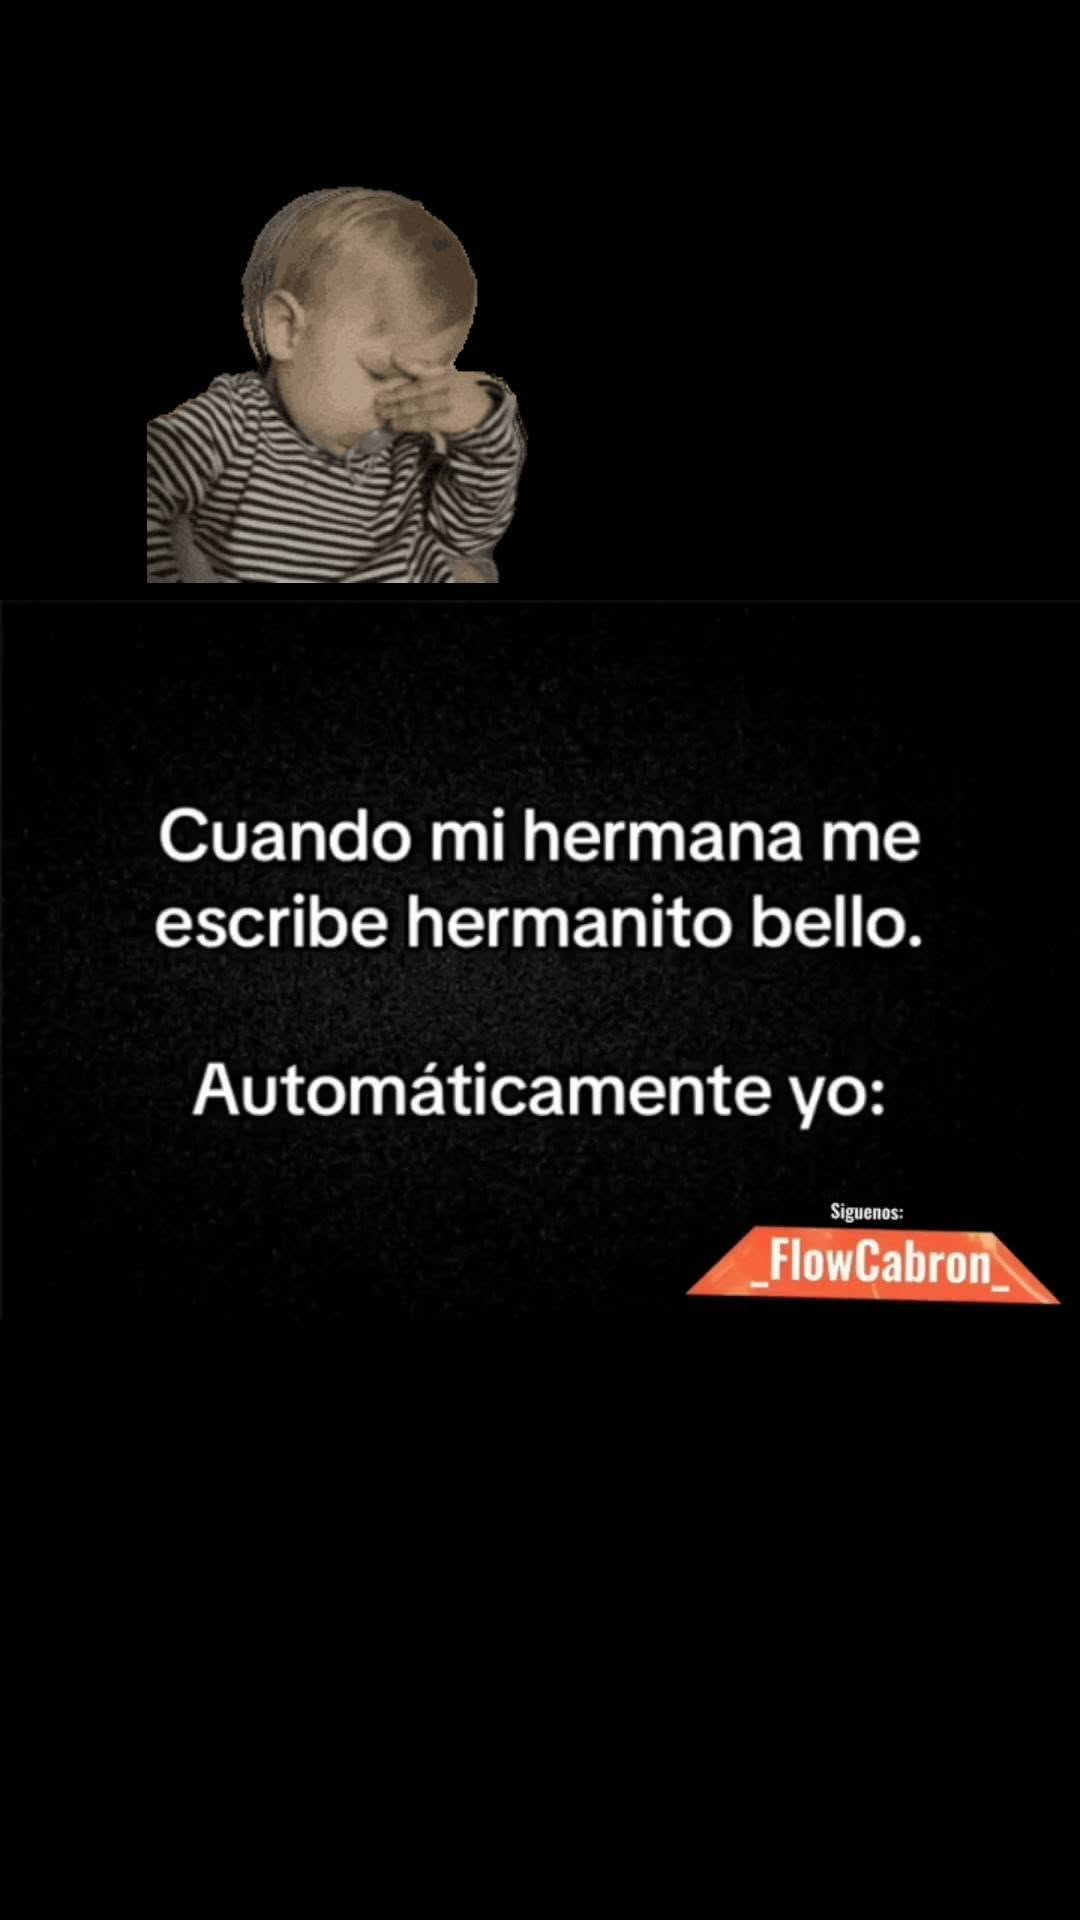 Cuando mi hermana me
escribe hermanito bello.
Automáticamente yo:
Siguenos:
_FlowCabron_